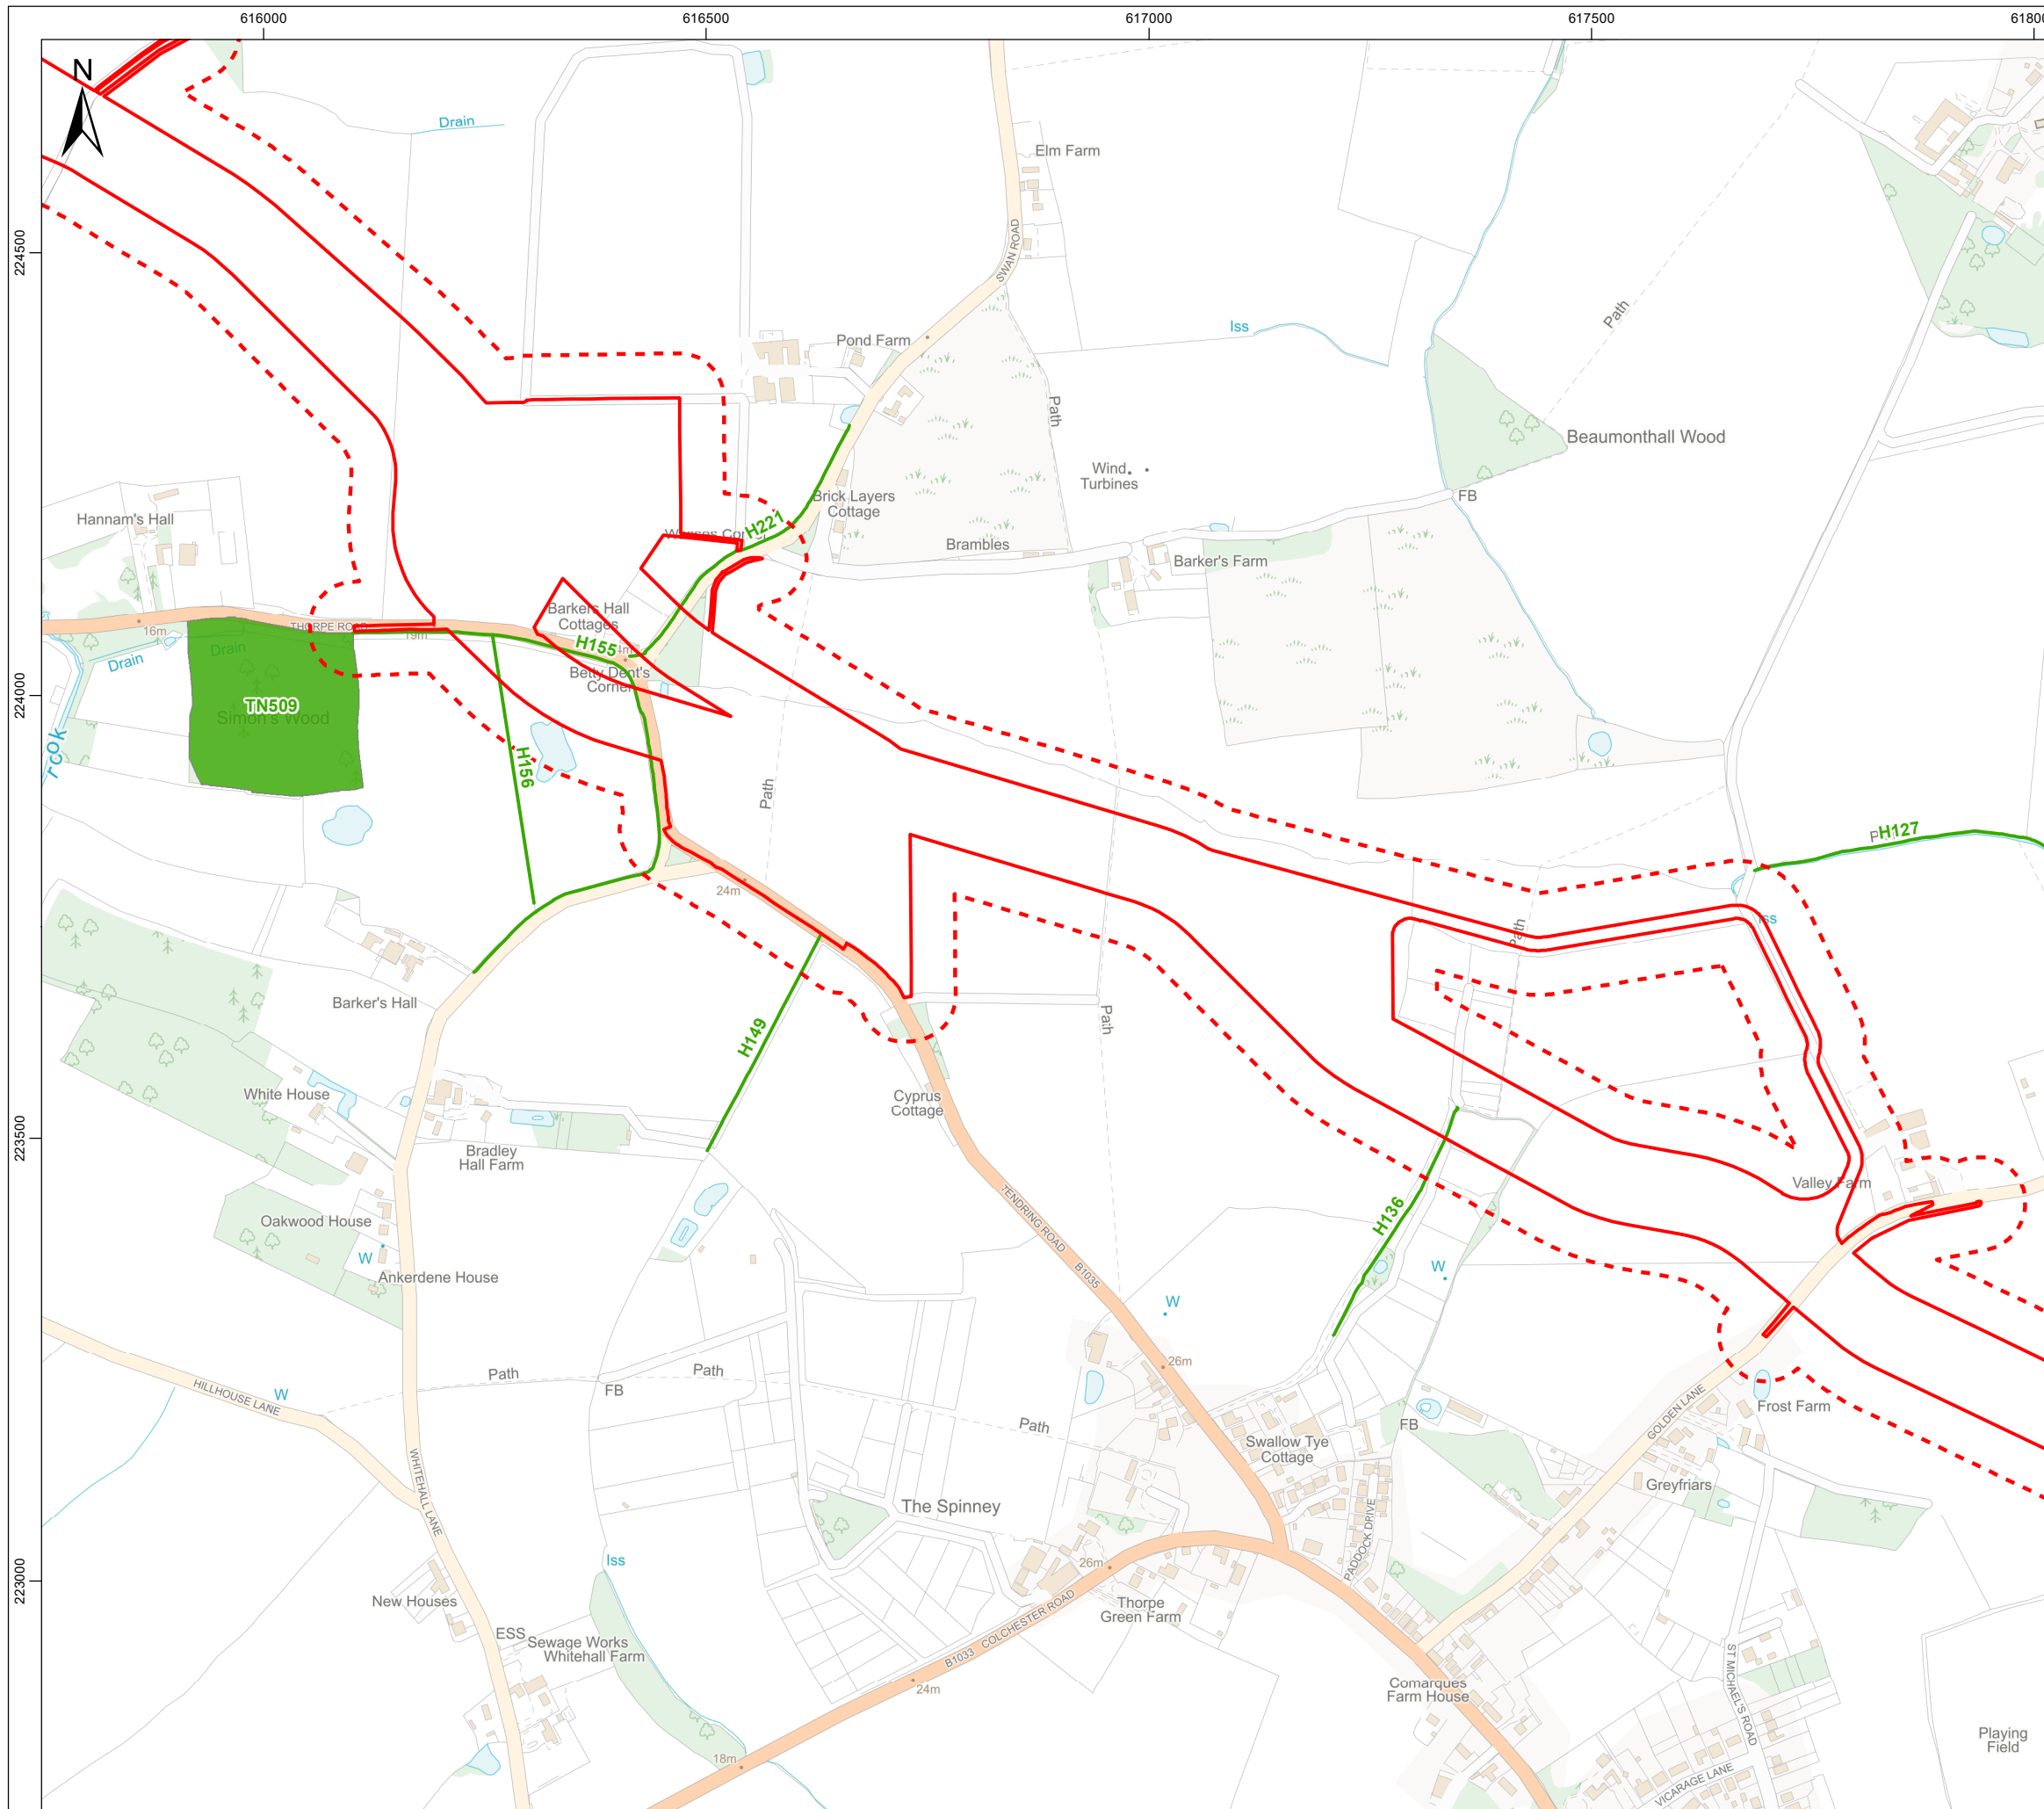 616000
616500
617000
617500
N
Drain
Elm Farm
SWAN ROAD
224500
Iss
Path
Pond Farm
Path
Beaumonthall Wood
Wind
Turbines
FB
Brick Layers
Cottage
Hannam's Hall
H221
Brambles
Barker's Farm
Barkers Hall
Cottages
THORPE ROAD
16m
19m
H155
Drain
Drain
Betty Dent's
Corner
224000
TN509
Simon's Wood
H156
Path
H127
24m
Iss
Path
Barker's Hall
Path
H149
White House
Cyprus
Cottage
223500
Bradley
Hall Farm
Valley Farm
TENDRING ROAD
B1035
H136
Oakwood House
W
Ankerdene House
W
W
HILLHOUSE LANE
W
Path
FB
Path
26m
Path
GOLDEN LANE
Frost Farm
FB
Swallow Tye
Cottage
WHITEHALL LANE
Greyfriars
The Spinney
PADDOCK DRIVE
Iss
26m
223000
New Houses
Thorpe
Green Farm
B1033 COLCHESTER ROAD
ESS
Sewage Works
Whitehall Farm
24m
Comarques
Farm House
ST MICHAEL'S ROAD
18m
Playing
Field
VICARAGE LANE